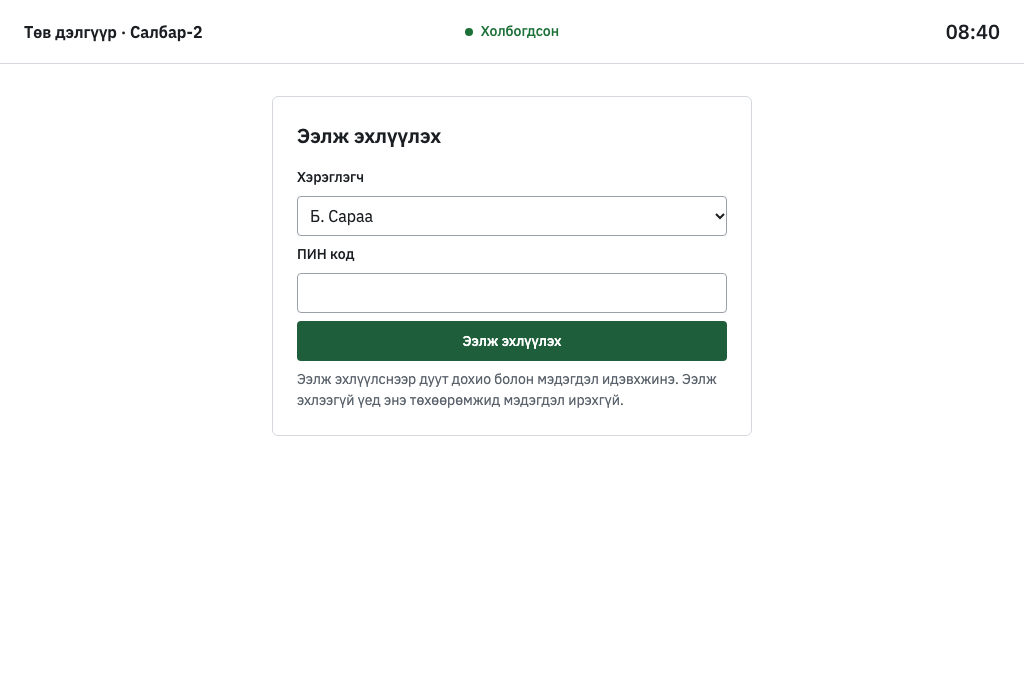 Төв дэлгүүр · Салбар-2
Холбогдсон
08:40
Ээлж эхлүүлэх
Хэрэглэгч
Б. Сараа
ПИН код
Ээлж эхлүүлэх
Ээлж эхлүүлснээр дуут дохио болон мэдэгдэл идэвхжинэ. Ээлж
эхлээгүй үед энэ төхөөрөмжид мэдэгдэл ирэхгүй.